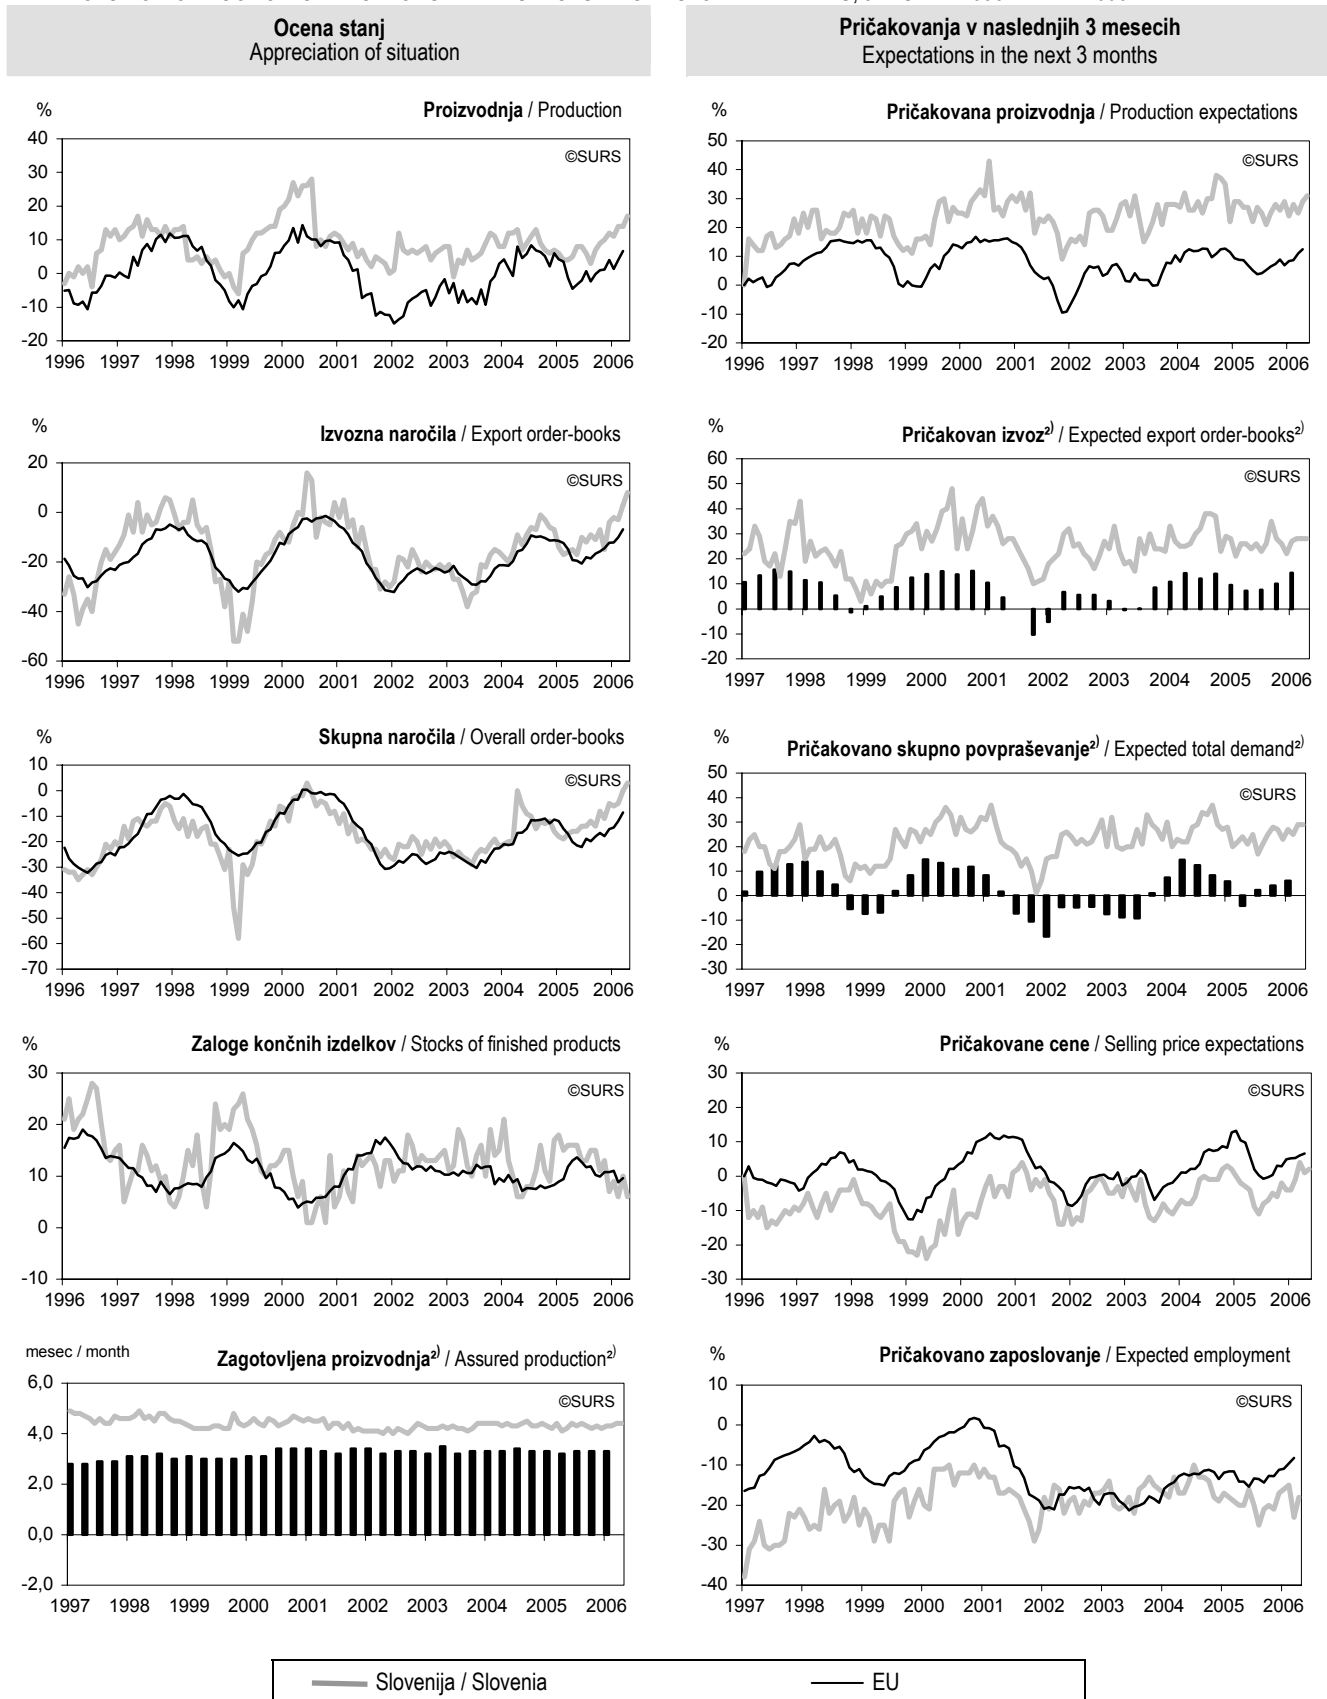 Ocena stanj
Appreciation of situation
Pričakovanja v naslednjih 3 mesecih
Expectations in the next 3 months
%
Proizvodnja / Production
©SURS
40
30
20
10
0
-10
-20
1996 1997 1998 1999 2000 2001 2002 2003 2004 2005 2006
%
Pričakovana proizvodnja / Production expectations
©SURS
50
40
30
20
10
0
-10
-20
1996 1997 1998 1999 2000 2001 2002 2003 2004 2005 2006
%
Izvozna naročila / Export order-books
©SURS
20
0
-20
-40
-60
1996 1997 1998 1999 2000 2001 2002 2003 2004 2005 2006
%
Pričakovan izvoz²⁾ / Expected export order-books²⁾
©SURS
60
50
40
30
20
10
0
-10
-20
1997 1998 1999 2000 2001 2002 2003 2004 2005 2006
%
Skupna naročila / Overall order-books
©SURS
10
0
-10
-20
-30
-40
-50
-60
-70
1996 1997 1998 1999 2000 2001 2002 2003 2004 2005 2006
%
Pričakovano skupno povpraševanje²⁾ / Expected total demand²⁾
©SURS
50
40
30
20
10
0
-10
-20
-30
1997 1998 1999 2000 2001 2002 2003 2004 2005 2006
%
Zaloge končnih izdelkov / Stocks of finished products
©SURS
30
20
10
0
-10
1996 1997 1998 1999 2000 2001 2002 2003 2004 2005 2006
%
Pričakovane cene / Selling price expectations
©SURS
30
20
10
0
-10
-20
-30
1996 1997 1998 1999 2000 2001 2002 2003 2004 2005 2006
mesec / month
Zagotovljena proizvodnja²⁾ / Assured production²⁾
©SURS
6,0
4,0
2,0
0,0
-2,0
1997 1998 1999 2000 2001 2002 2003 2004 2005 2006
%
Pričakovano zaposlovanje / Expected employment
©SURS
10
0
-10
-20
-30
-40
1997 1998 1999 2000 2001 2002 2003 2004 2005 2006
Slovenija / Slovenia
EU